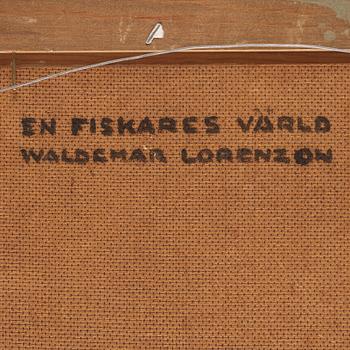 EN FISKARES VÄRLD
WALDEMAR LORENZON